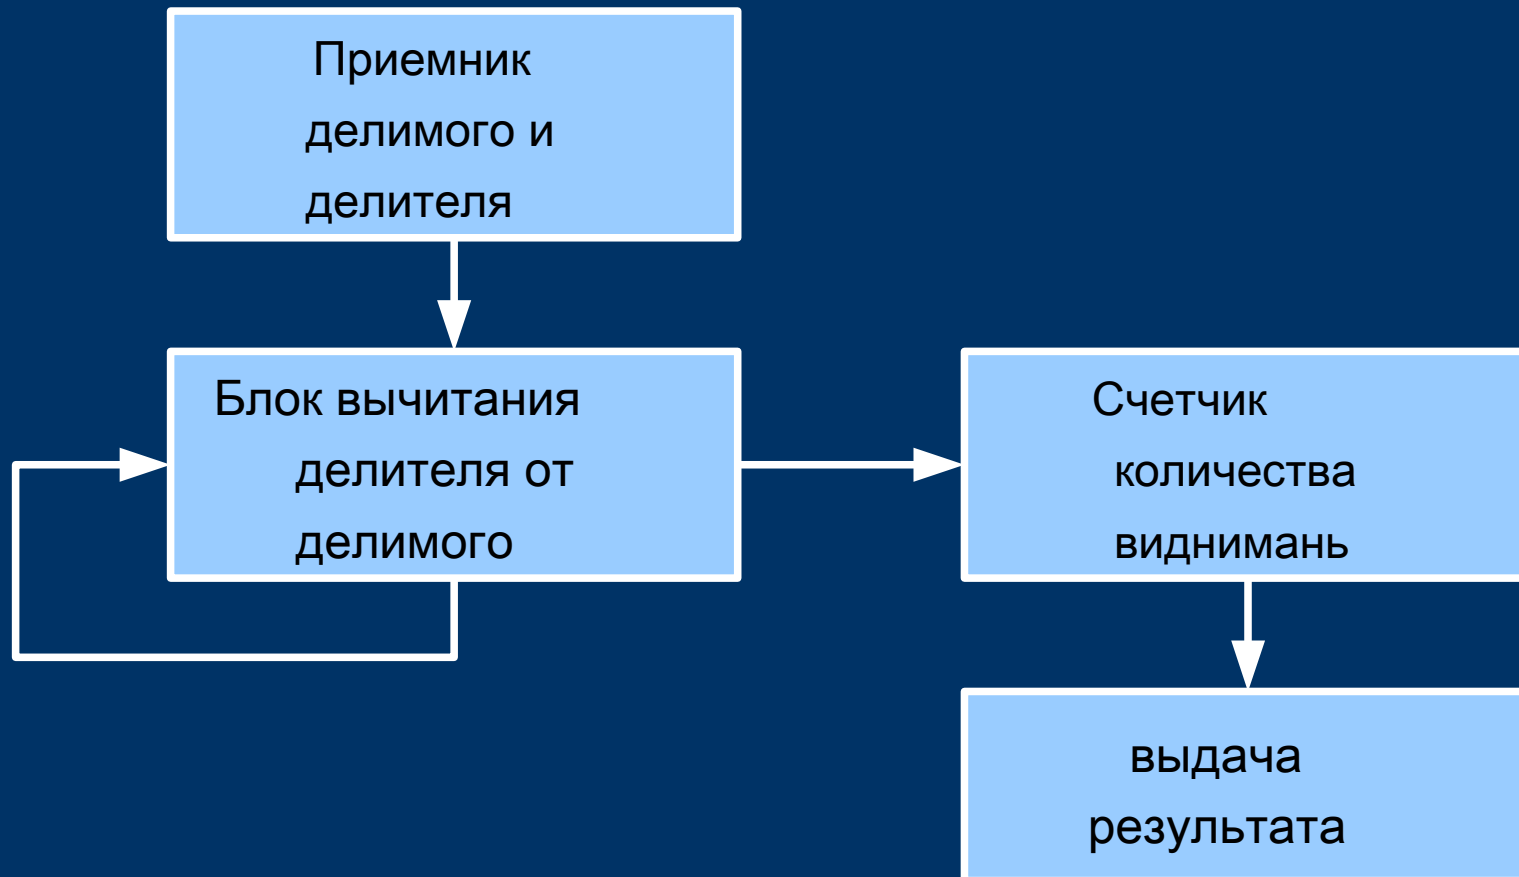 Приемник
делимого и
делителя
Блок вычитания
делителя от
делимого
Счетчик
количества
виднимань
выдача
результата